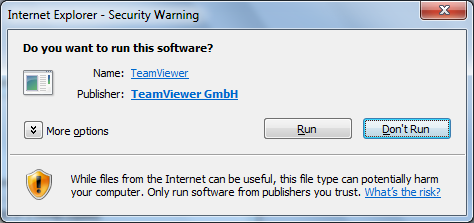 Internet Explorer - Security Warning
Do you want to run this software?
Name: TeamViewer
Publisher: TeamViewer GmbH
More options
Run
Don't Run
While files from the Internet can be useful, this file type can potentially harm
your computer. Only run software from publishers you trust. What's the risk?